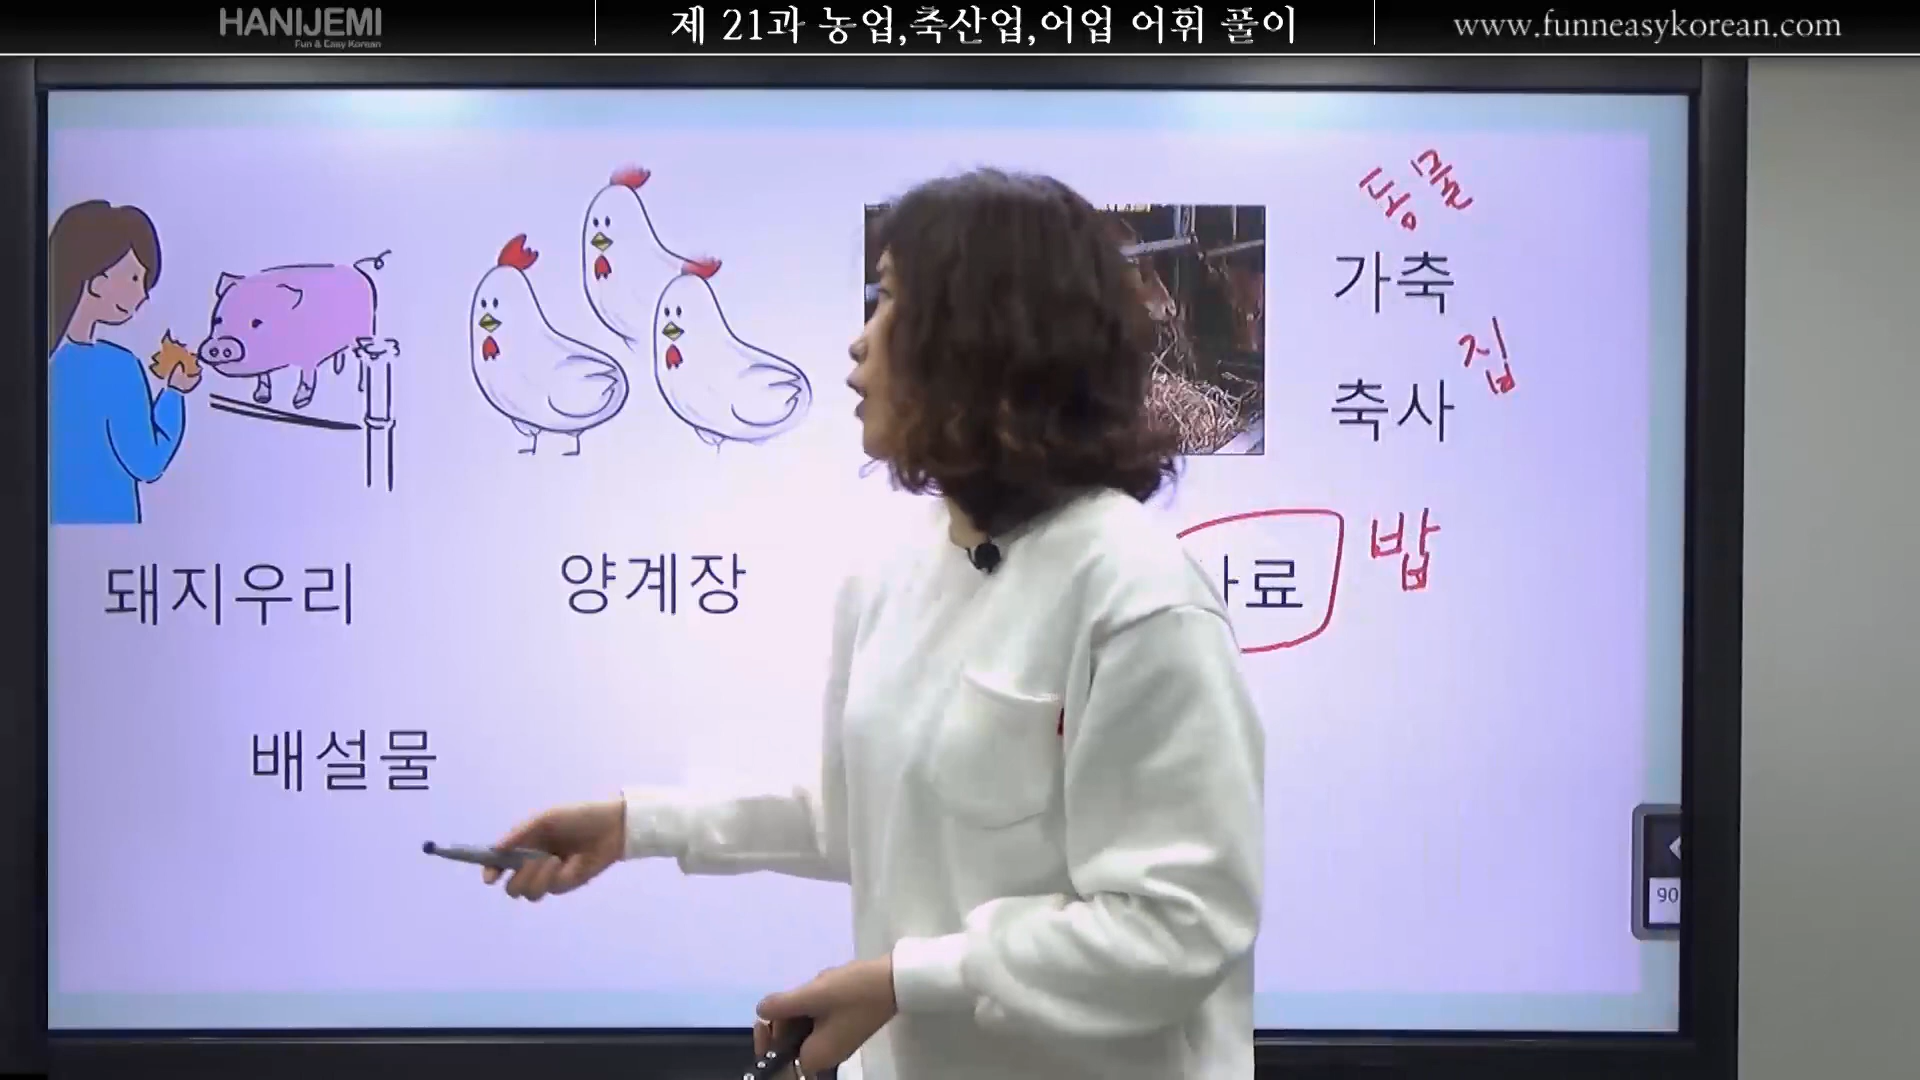 HANIJEMI
Fun & Easy Korean
제 21과 농업,축산업,어업 어휘 풀이
www.funneasykorean.com
동물
가축
집
축사
밥
돼지우리
양계장
료
배설물
90